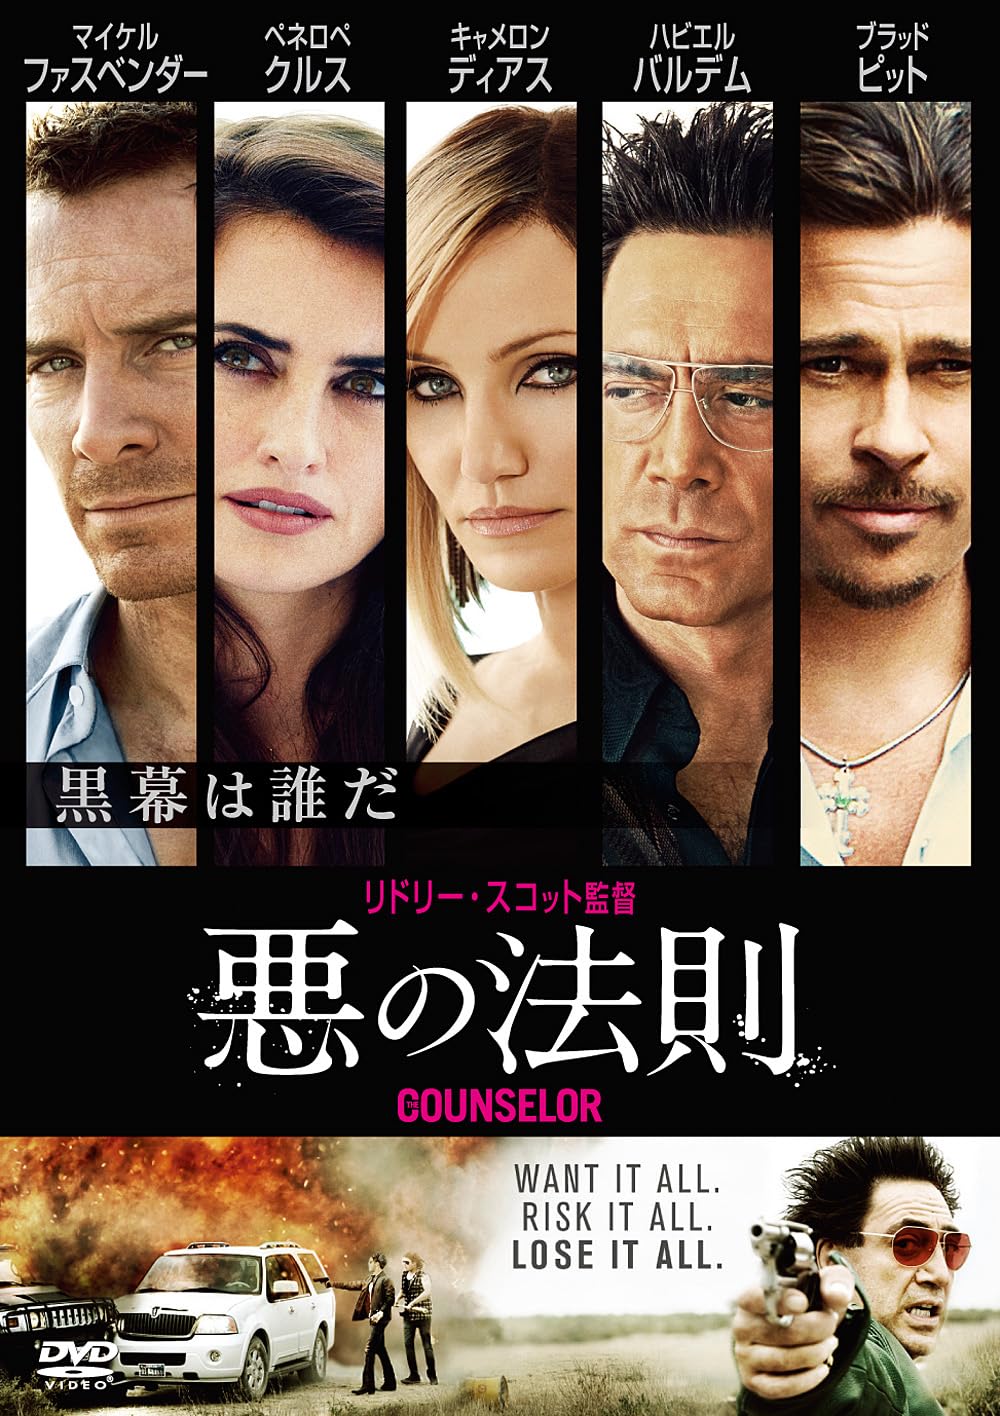 マイケル
ファスベンダー
ペネロペ
クルス
キャメロン
ディアス
ハビエル
バルデム
ブラッド
ピット
黒幕は誰だ
リドリー・スコット監督
悪の法則
THE COUNSELOR
WANT IT ALL.
RISK IT ALL.
LOSE IT ALL.
DVD
VIDEO®